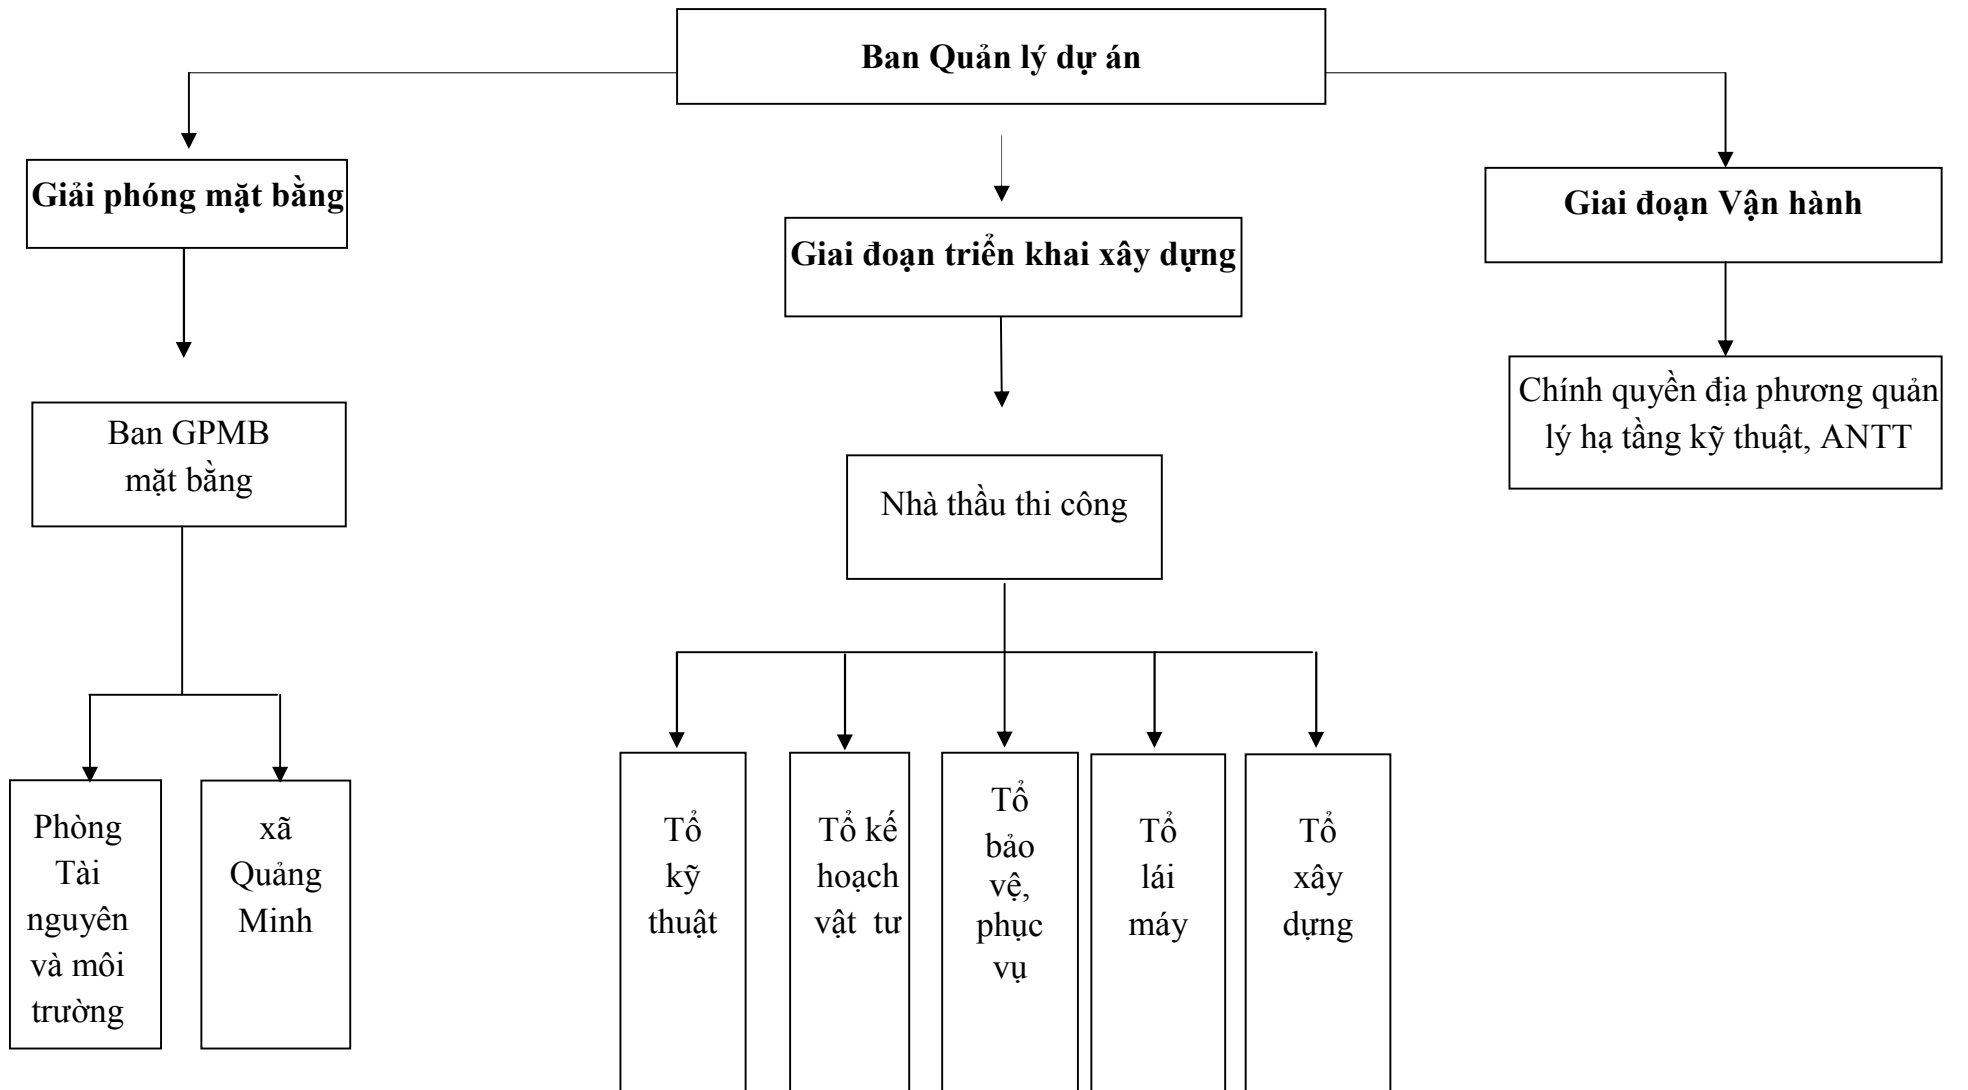 Ban Quản lý dự án
Giải phóng mặt bằng
Giai đoạn triển khai xây dựng
Giai đoạn Vận hành
Ban GPMB
mặt bằng
Nhà thầu thi công
Chính quyền địa phương quản
lý hạ tầng kỹ thuật, ANTT
Phòng
Tài
nguyên
và môi
trường
xã
Quảng
Minh
Tổ
kỹ
thuật
Tổ kế
hoạch
vật tư
Tổ
bảo
vệ,
phục
vụ
Tổ
lái
máy
Tổ
xây
dựng